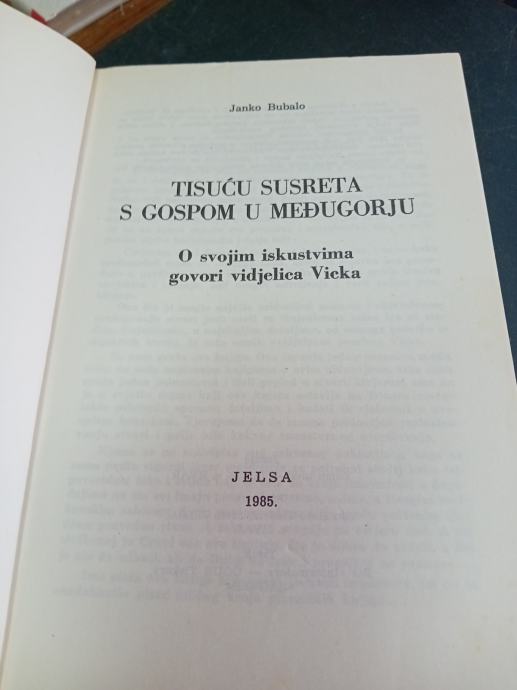 Janko Bubalo
TISUĆU SUSRETA
S GOSPOM U MEĐUGORJU
O svojim iskustvima
govori vidjelica Vicka
JELSA
1985.